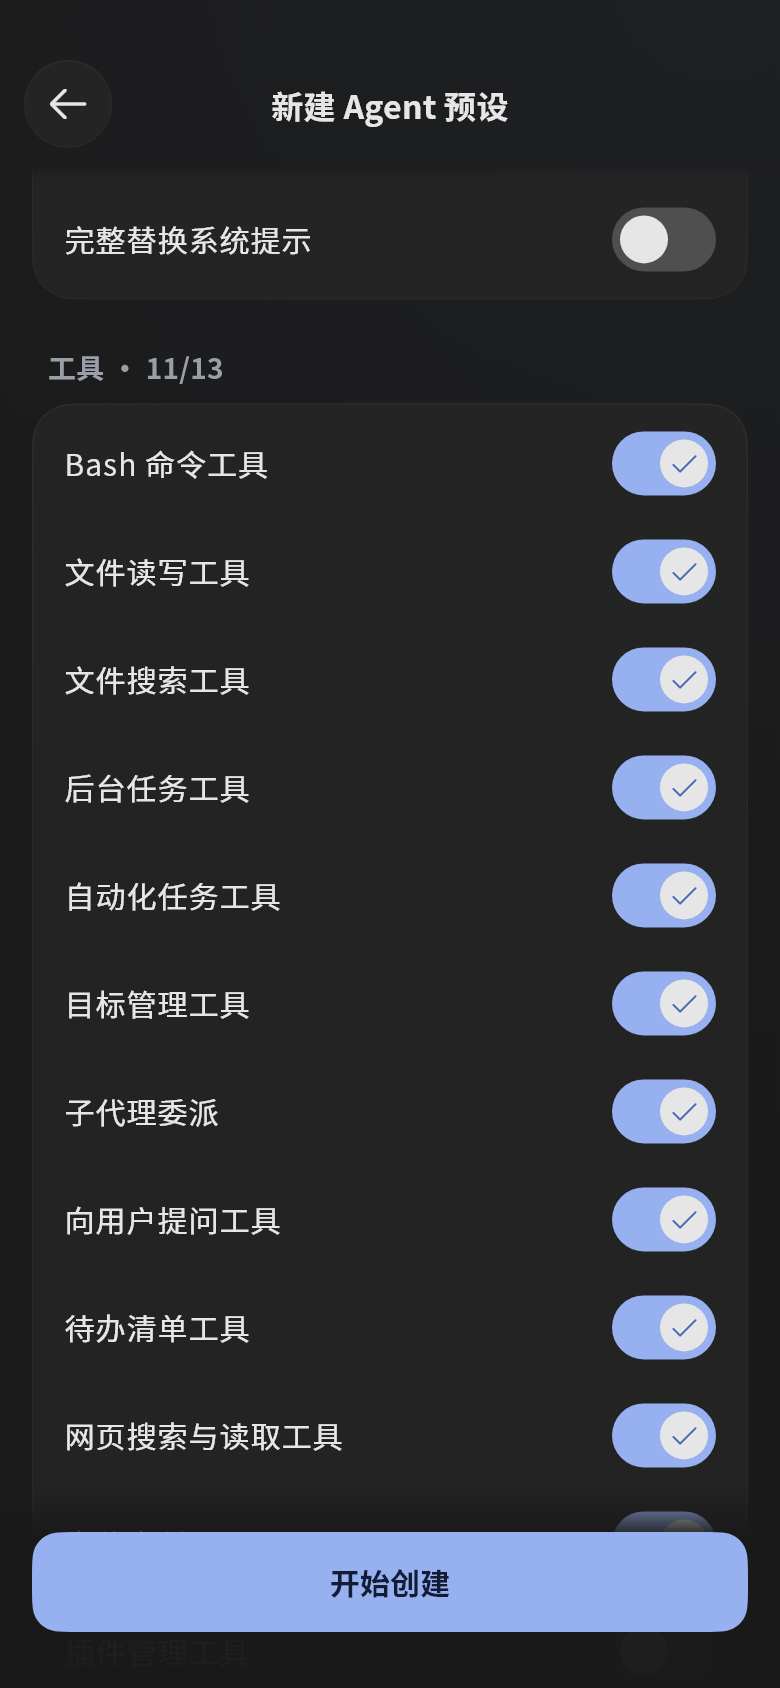 新建 Agent 预设
完整替换系统提示
工具 · 11/13
Bash 命令工具
文件读写工具
文件搜索工具
后台任务工具
自动化任务工具
目标管理工具
子代理委派
向用户提问工具
待办清单工具
网页搜索与读取工具
开始创建
插件管理工具